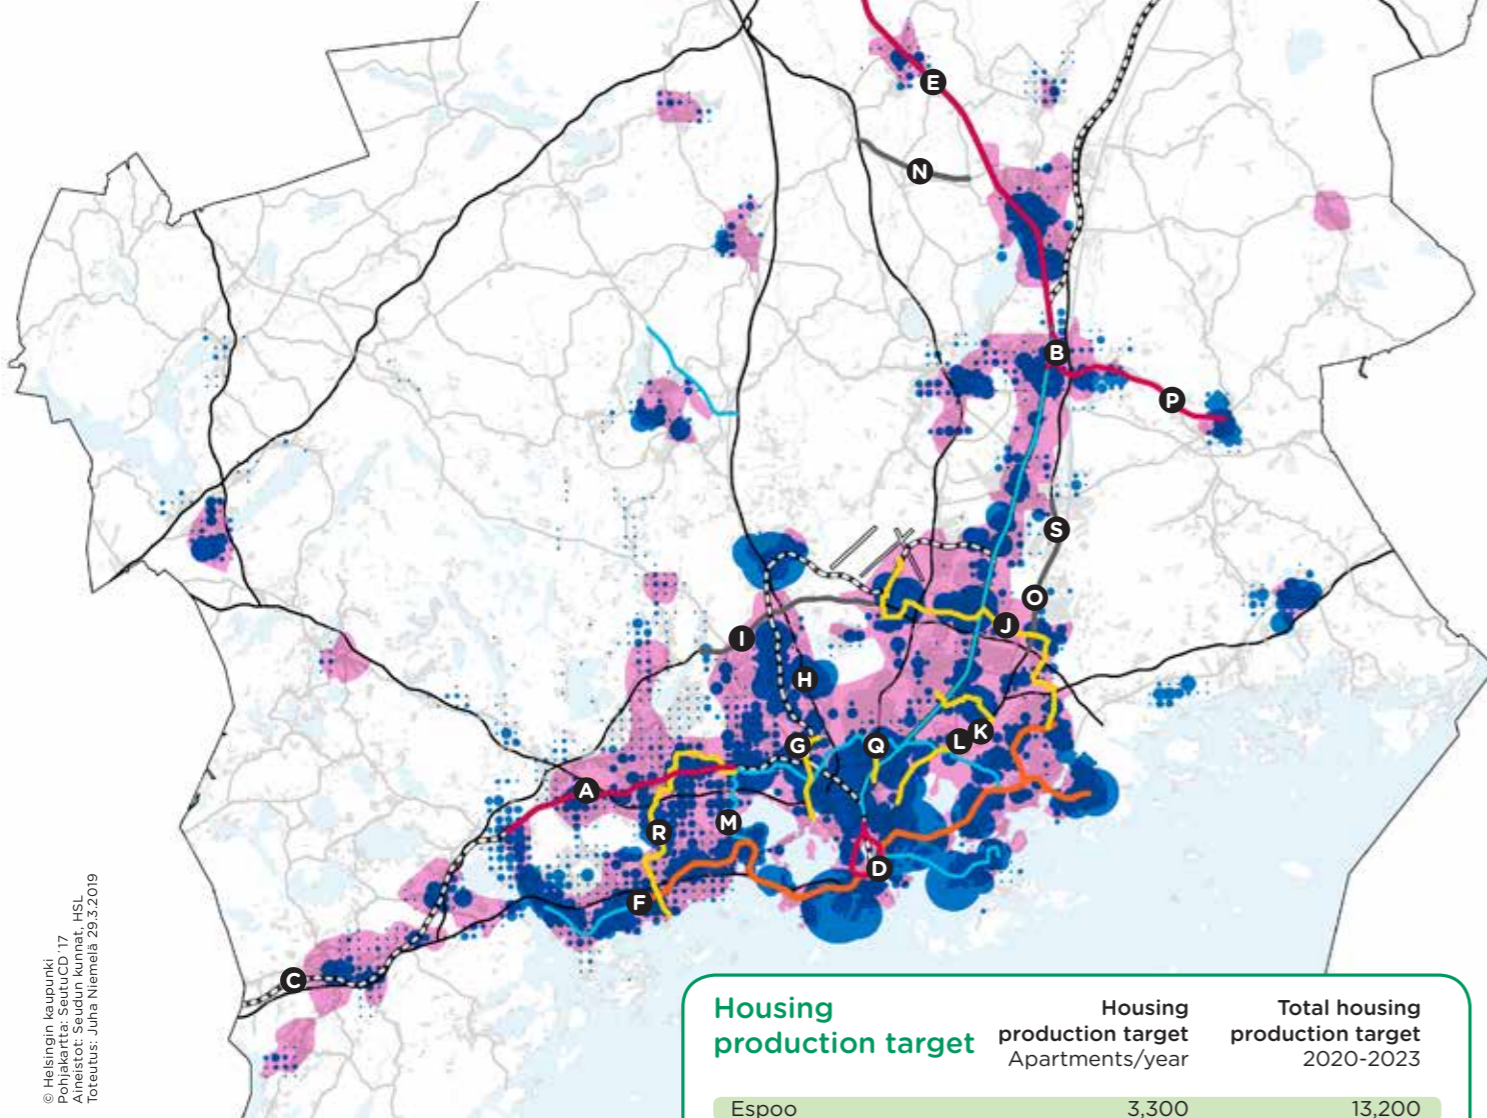 E
N
B
P
S
O
J
I
H
G
Q
L
K
A
R
M
D
F
C
© Helsingin kaupunki
Pohjakartta: SeutuCD '17
Aineistot: Seudun kunnat, HSL
Toteutus: Juha Niemelä 29.3.2019
Housing
production target
Housing
production target
Apartments/year
Total housing
production target
2020-2023
Espoo 3,300 13,200